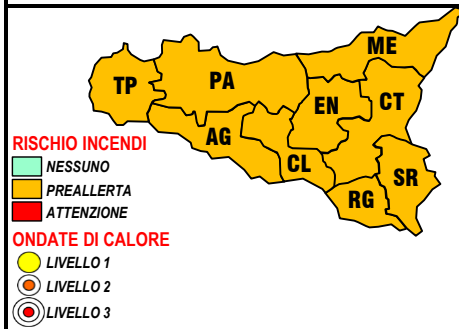 ME
TP
PA
EN
CT
AG
CL
SR
RG
RISCHIO INCENDI
NESSUNO
PREALLERTA
ATTENZIONE
ONDATE DI CALORE
LIVELLO 1
LIVELLO 2
LIVELLO 3